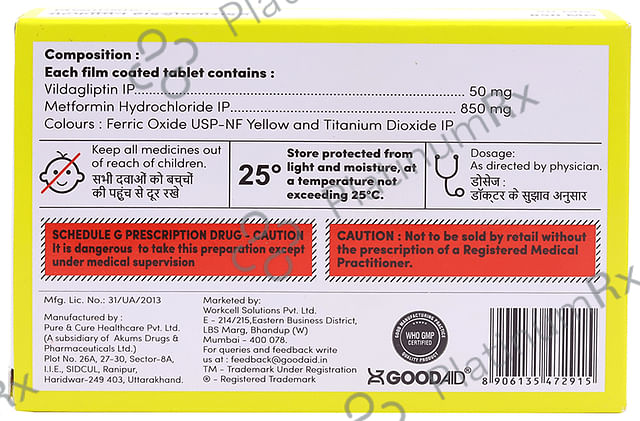 Composition :
Each film coated tablet contains :
Vildagliptin IP..................................................................50 mg
Metformin Hydrochloride IP.............................................850 mg
Colours : Ferric Oxide USP-NF Yellow and Titanium Dioxide IP
Keep all medicines out
of reach of children.
सभी दवाओं को बच्चों
की पहुंच से दूर रखे
25°
Store protected from
light and moisture, at
a temperature not
exceeding 25°C.
Dosage:
As directed by physician.
डोसेज :
डॉक्टर के सुझाव अनुसार
SCHEDULE G PRESCRIPTION DRUG - CAUTION
It is dangerous to take this preparation except
under medical supervision
CAUTION : Not to be sold by retail without
the prescription of a Registered Medical
Practitioner.
Mfg. Lic. No.: 31/UA/2013
Manufactured by :
Pure & Cure Healthcare Pvt. Ltd.
(A subsidiary of Akums Drugs &
Pharmaceuticals Ltd.)
Plot No. 26A, 27-30, Sector-8A,
I.I.E., SIDCUL, Ranipur,
Haridwar-249 403, Uttarakhand.
Marketed by:
Workcell Solutions Pvt. Ltd.
E - 214/215,Eastern Business District,
LBS Marg, Bhandup (W)
Mumbai - 400 078.
For queries and feedback write
us at : feedback@goodaid.in
TM - Trademark Under Registration
® - Registered Trademark
GOOD MANUFACTURING PRACTICE
WHO GMP
CERTIFIED
QUALITY PRODUCT
GOODAID
8 906135 472915
PlatinumRx
PlatinumRx